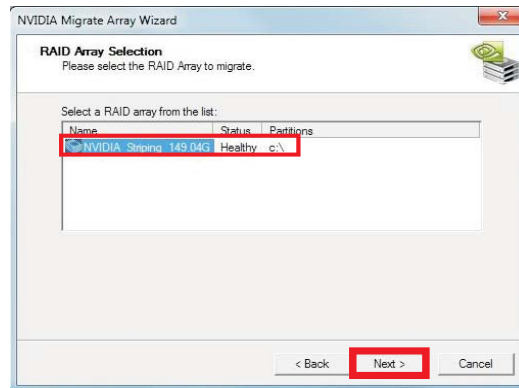 NVIDIA Migrate Array Wizard
RAID Array Selection
Please select the RAID Array to migrate.
Select a RAID array from the list:
Name Status Partitions
NVIDIA Striping 149.04G Healthy c:\
< Back Next > Cancel